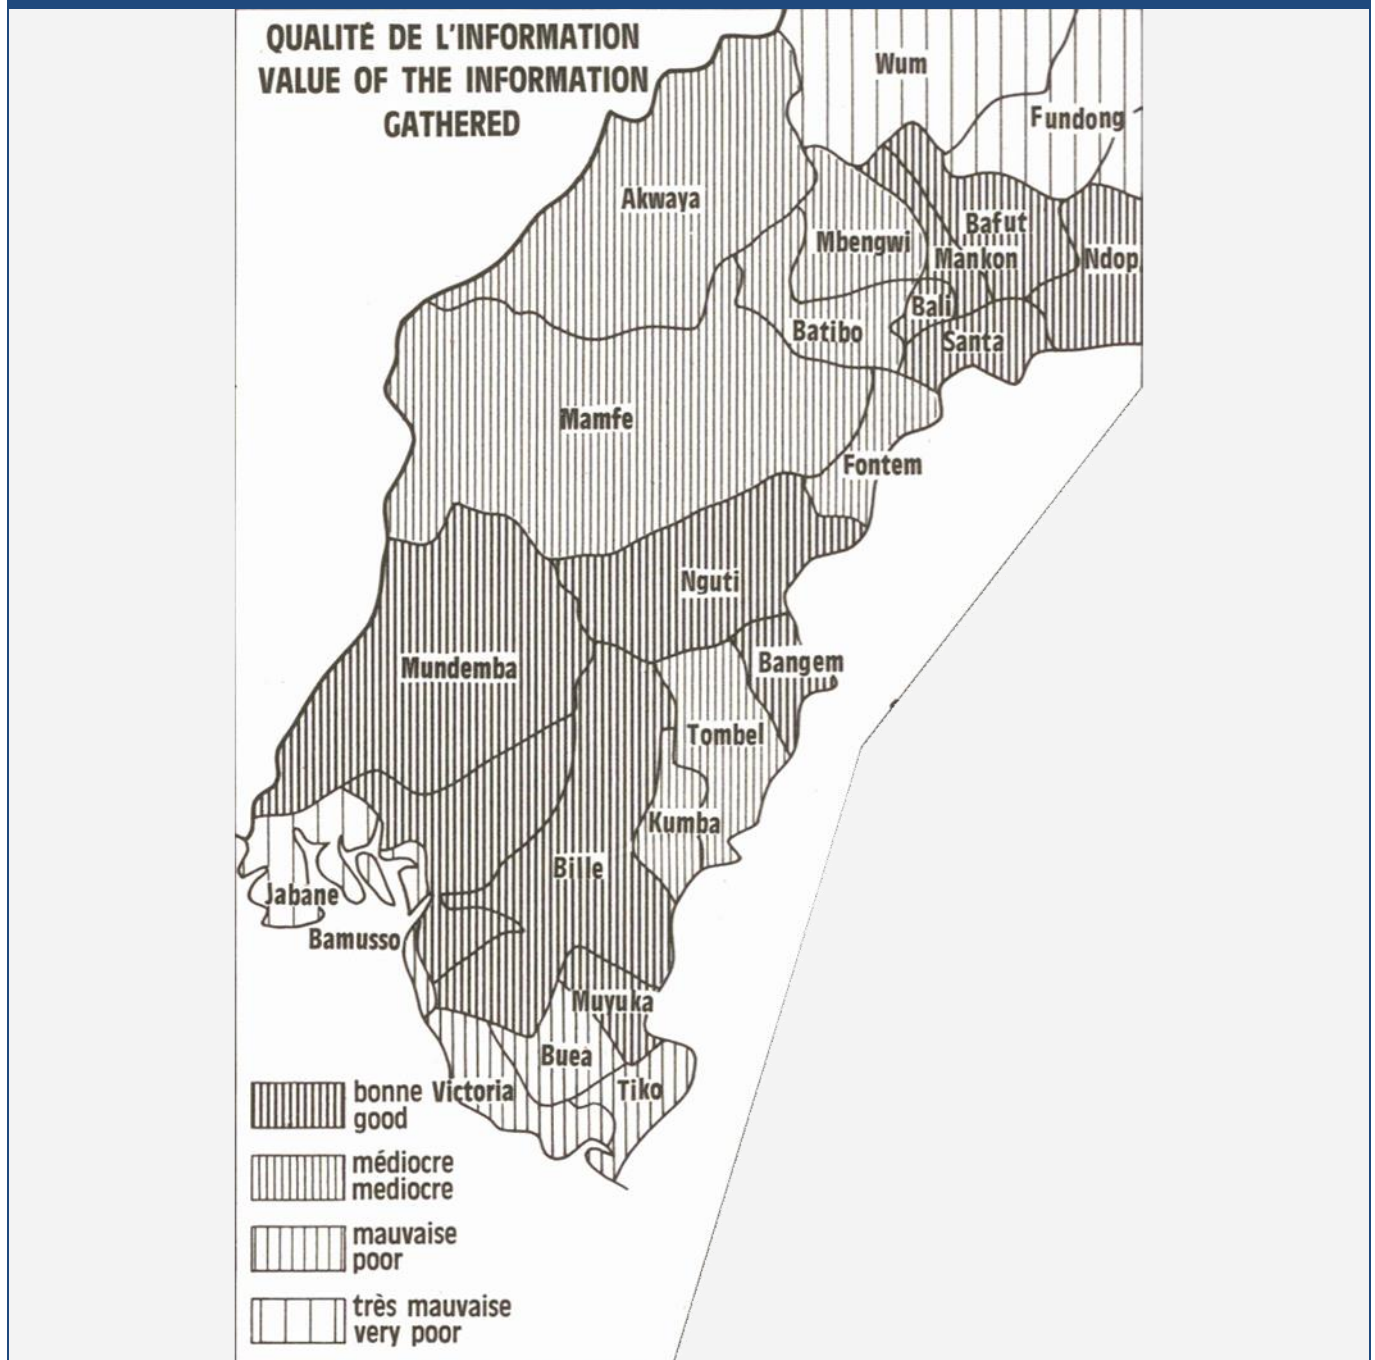 QUALITÉ DE L'INFORMATION
VALUE OF THE INFORMATION
GATHERED
Wum
Fundong
Akwaya
Bafut
Mbengwi
Mankon
Ndop
Bali
Batibo
Santa
Mamfe
Fontem
Nguti
Mundemba
Bangem
Tombel
Kumba
Bille
Jabane
Bamusso
Muyuka
Buea
Victoria
Tiko
bonne
good
médiocre
mediocre
mauvaise
poor
très mauvaise
very poor